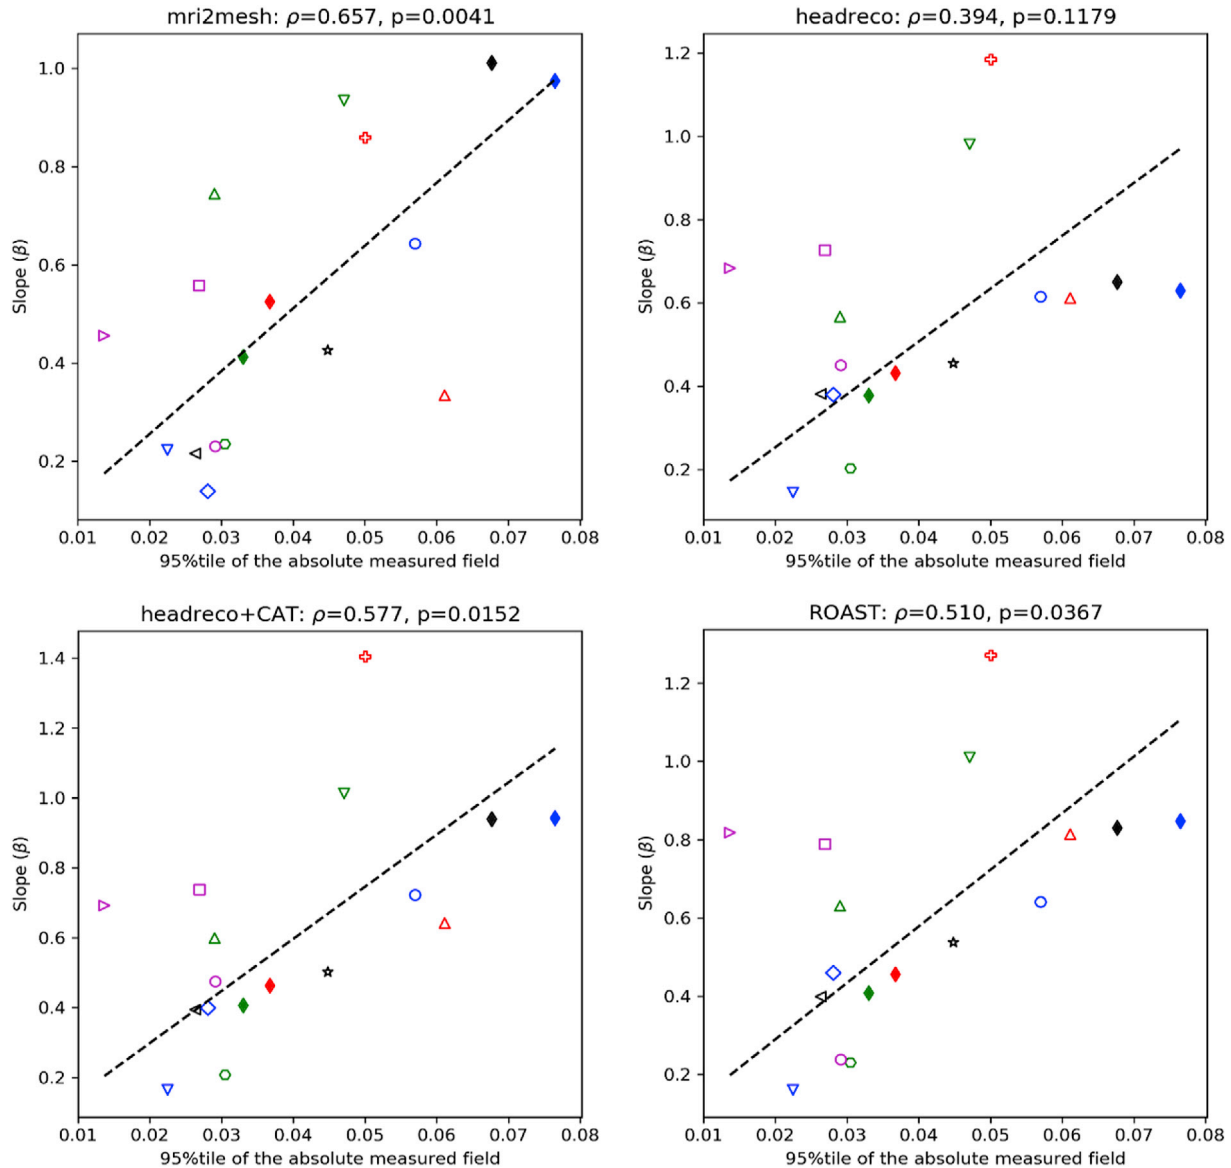 mri2mesh: ρ=0.657, p=0.0041
1.0
0.8
0.6
0.4
0.2
Slope (β)
0.01 0.02 0.03 0.04 0.05 0.06 0.07 0.08
95%tile of the absolute measured field
headreco: ρ=0.394, p=0.1179
1.2
1.0
0.8
0.6
0.4
0.2
Slope (β)
0.01 0.02 0.03 0.04 0.05 0.06 0.07 0.08
95%tile of the absolute measured field
headreco+CAT: ρ=0.577, p=0.0152
1.4
1.2
1.0
0.8
0.6
0.4
0.2
Slope (β)
0.01 0.02 0.03 0.04 0.05 0.06 0.07 0.08
95%tile of the absolute measured field
ROAST: ρ=0.510, p=0.0367
1.2
1.0
0.8
0.6
0.4
0.2
Slope (β)
0.01 0.02 0.03 0.04 0.05 0.06 0.07 0.08
95%tile of the absolute measured field